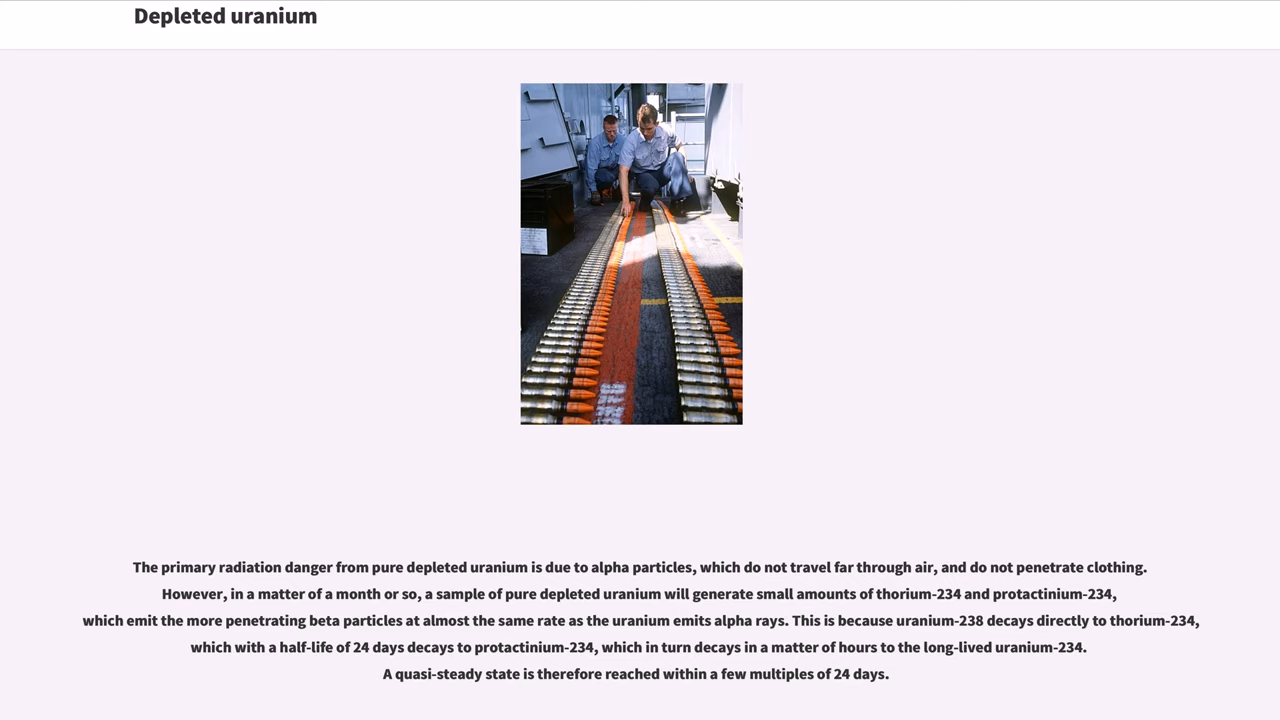 Depleted uranium
The primary radiation danger from pure depleted uranium is due to alpha particles, which do not travel far through air, and do not penetrate clothing.
However, in a matter of a month or so, a sample of pure depleted uranium will generate small amounts of thorium-234 and protactinium-234,
which emit the more penetrating beta particles at almost the same rate as the uranium emits alpha rays. This is because uranium-238 decays directly to thorium-234,
which with a half-life of 24 days decays to protactinium-234, which in turn decays in a matter of hours to the long-lived uranium-234.
A quasi-steady state is therefore reached within a few multiples of 24 days.